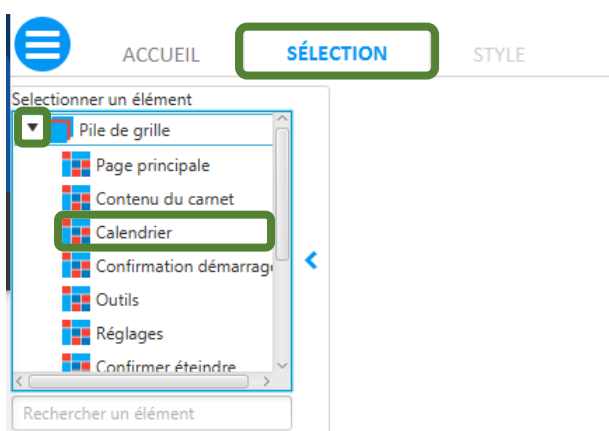 ACCUEIL SÉLECTION STYLE
Selectionner un élément
Pile de grille
Page principale
Contenu du carnet
Calendrier
Confirmation démarrag
Outils
Réglages
Confirmer éteindre
Rechercher un élément